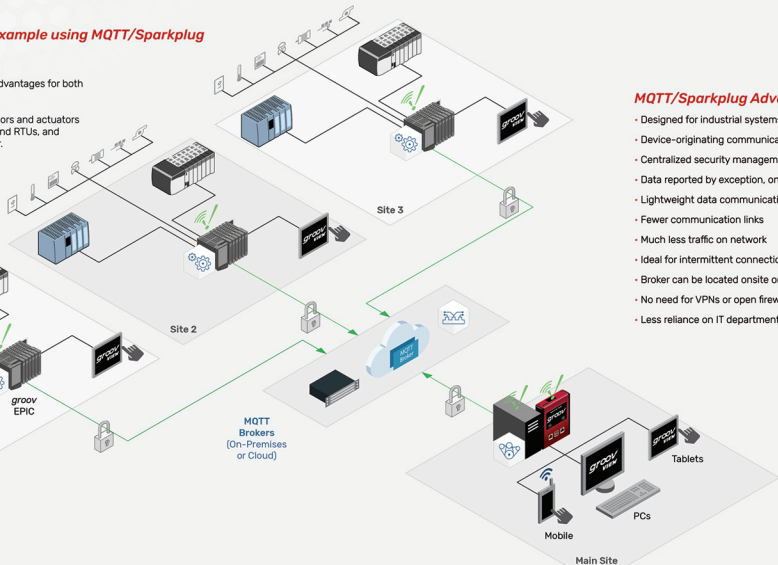 xample using MQTT/Sparkplug
dvantages for both
ors and actuators
nd RTUs, and
r.
groov
VIEW
Site 3
groov
VIEW
Site 2
groov
VIEW
groov
EPIC
MQTT
Broker
MQTT
Brokers
(On-Premises
or Cloud)
groov
groov
VIEW
groov
VIEW
Tablets
PCs
Mobile
Main Site
MQTT/Sparkplug Adv
• Designed for industrial systems
• Device-originating communica
• Centralized security managem
• Data reported by exception, on
• Lightweight data communicati
• Fewer communication links
• Much less traffic on network
• Ideal for intermittent connectio
• Broker can be located onsite o
• No need for VPNs or open firew
• Less reliance on IT department